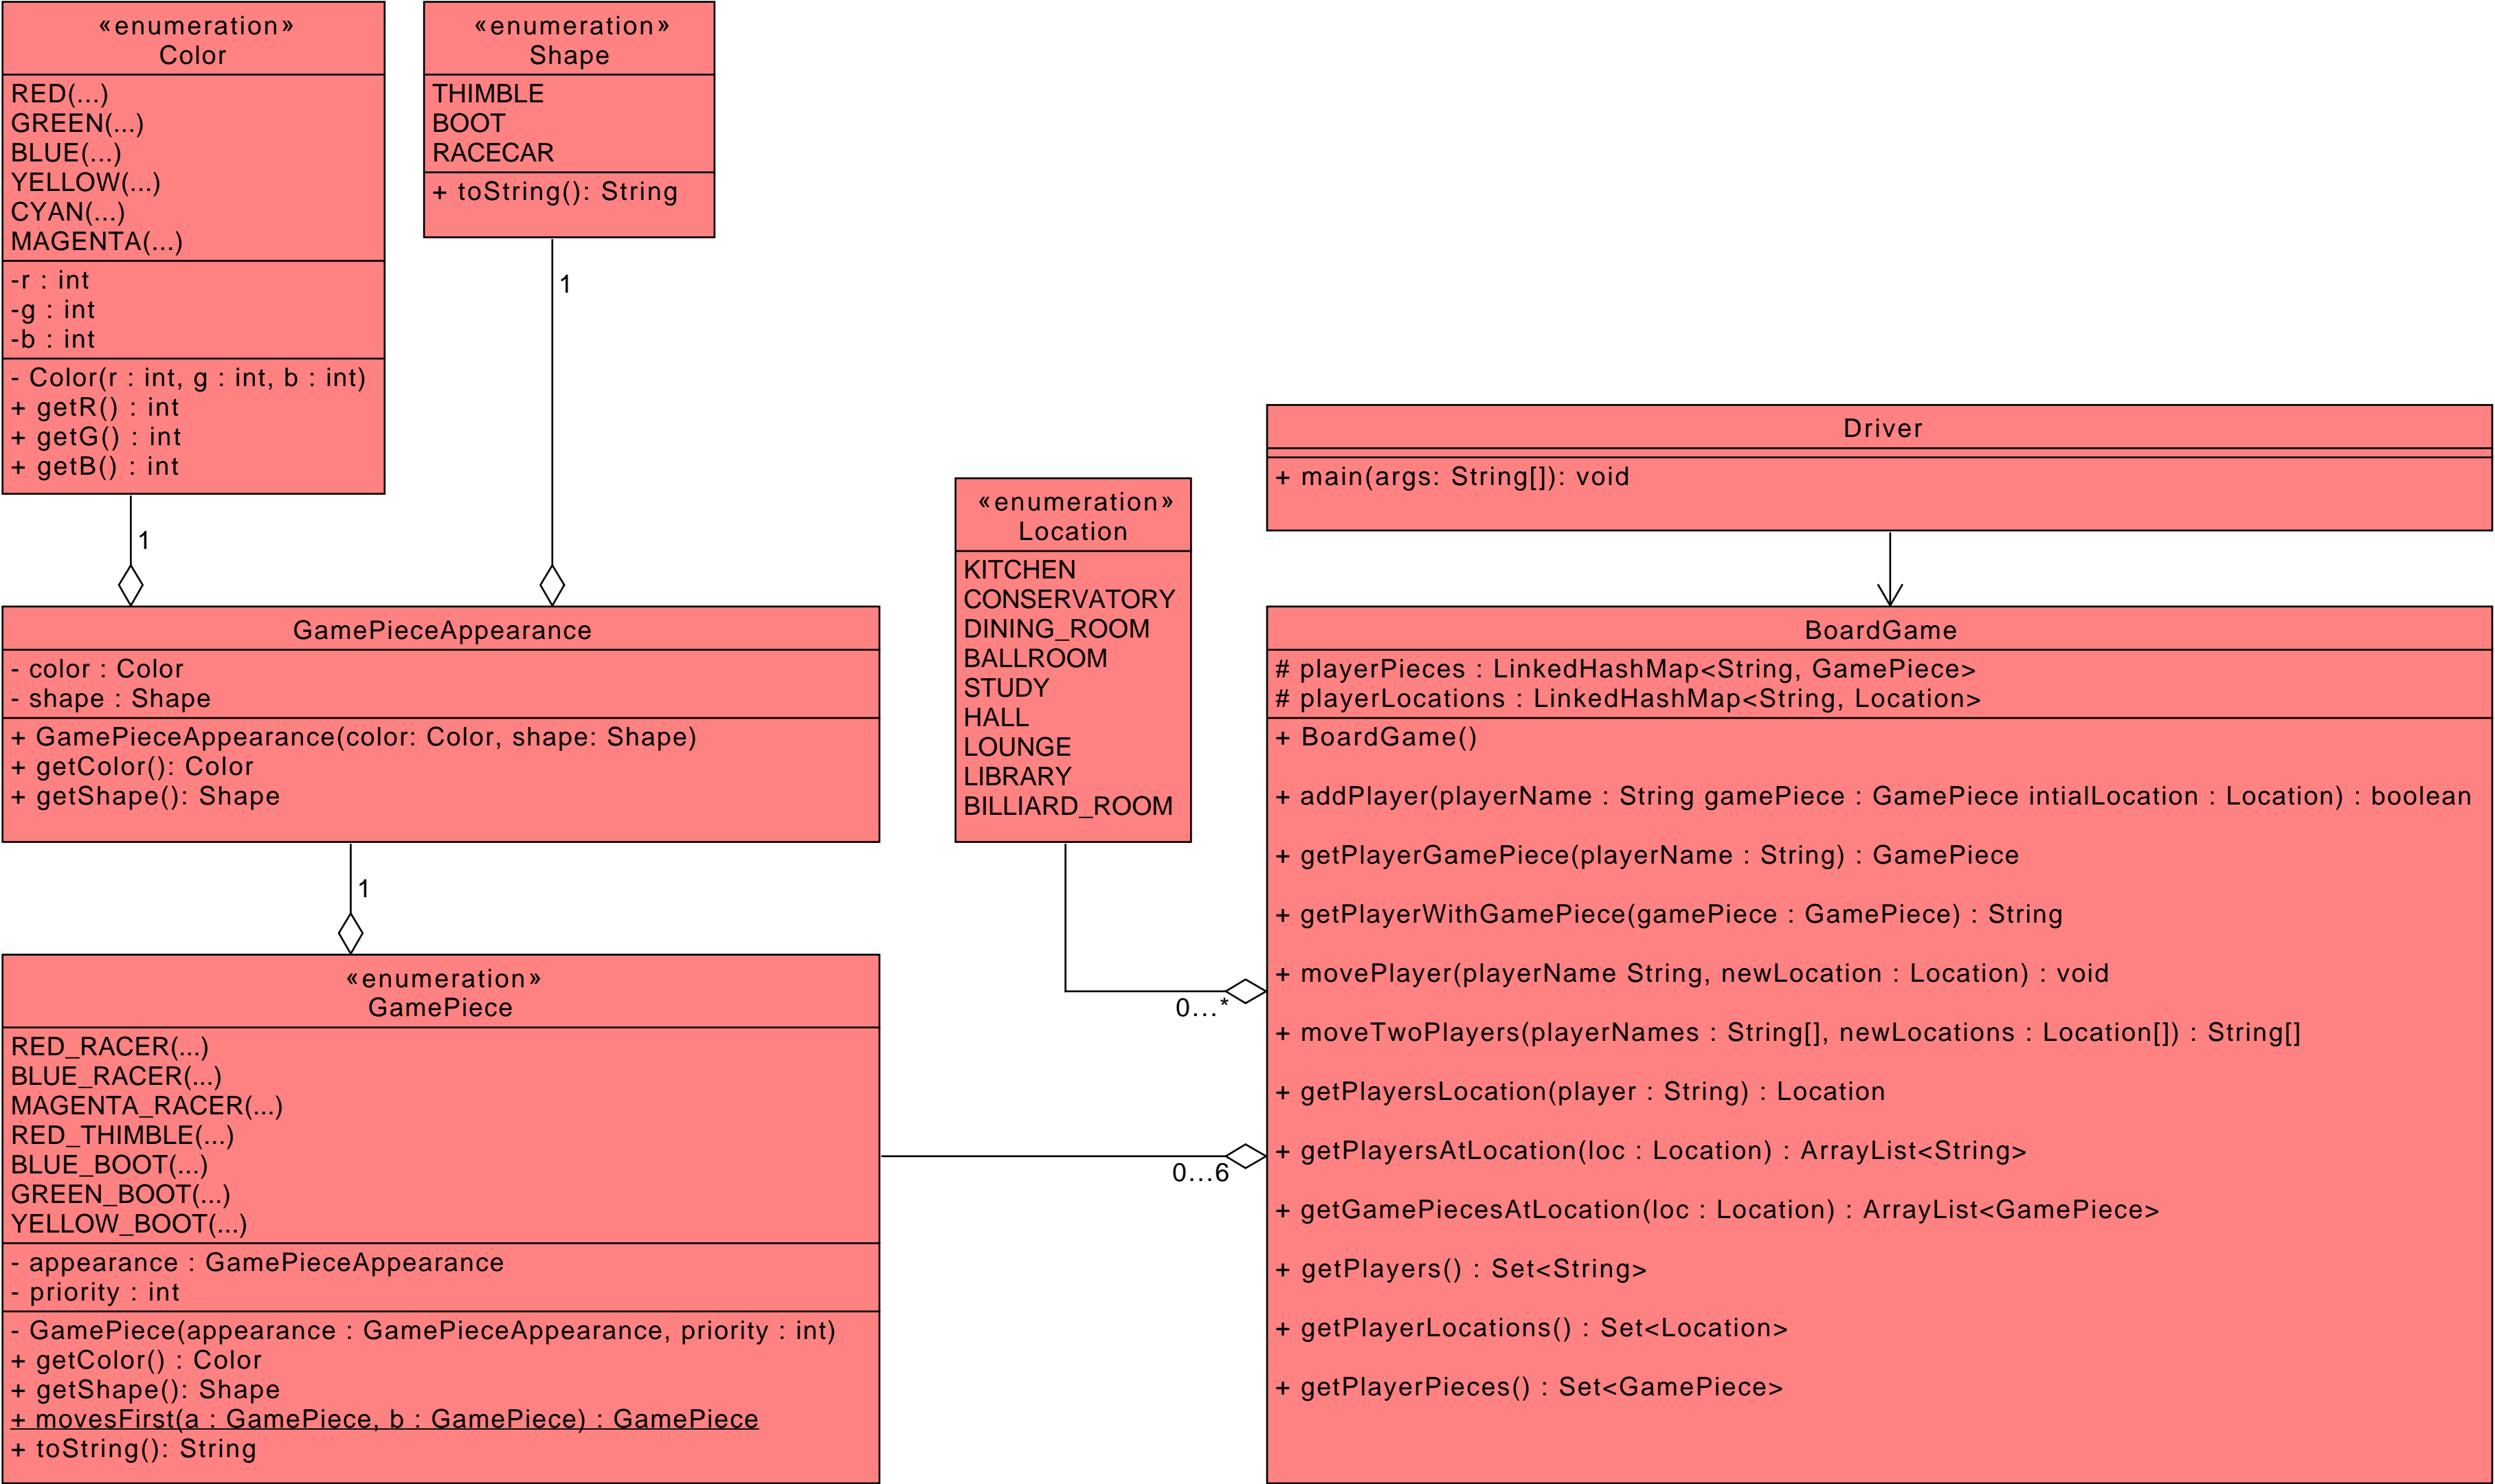 «enumeration»
Color
RED(...)
GREEN(...)
BLUE(...)
YELLOW(...)
CYAN(...)
MAGENTA(...)
-r : int
-g : int
-b : int
- Color(r : int, g : int, b : int)
+ getR() : int
+ getG() : int
+ getB() : int
1
«enumeration»
Shape
THIMBLE
BOOT
RACECAR
+ toString(): String
1
GamePieceAppearance
- color : Color
- shape : Shape
+ GamePieceAppearance(color: Color, shape: Shape)
+ getColor(): Color
+ getShape(): Shape
1
«enumeration»
GamePiece
RED_RACER(...)
BLUE_RACER(...)
MAGENTA_RACER(...)
RED_THIMBLE(...)
BLUE_BOOT(...)
GREEN_BOOT(...)
YELLOW_BOOT(...)
- appearance : GamePieceAppearance
- priority : int
- GamePiece(appearance : GamePieceAppearance, priority : int)
+ getColor() : Color
+ getShape(): Shape
+ movesFirst(a : GamePiece, b : GamePiece) : GamePiece
+ toString(): String
«enumeration»
Location
KITCHEN
CONSERVATORY
DINING_ROOM
BALLROOM
STUDY
HALL
LOUNGE
LIBRARY
BILLIARD_ROOM
0...*
0...6
Driver
+ main(args: String[]): void
BoardGame
# playerPieces : LinkedHashMap<String, GamePiece>
# playerLocations : LinkedHashMap<String, Location>
+ BoardGame()
+ addPlayer(playerName : String gamePiece : GamePiece intialLocation : Location) : boolean
+ getPlayerGamePiece(playerName : String) : GamePiece
+ getPlayerWithGamePiece(gamePiece : GamePiece) : String
+ movePlayer(playerName String, newLocation : Location) : void
+ moveTwoPlayers(playerNames : String[], newLocations : Location[]) : String[]
+ getPlayersLocation(player : String) : Location
+ getPlayersAtLocation(loc : Location) : ArrayList<String>
+ getGamePiecesAtLocation(loc : Location) : ArrayList<GamePiece>
+ getPlayers() : Set<String>
+ getPlayerLocations() : Set<Location>
+ getPlayerPieces() : Set<GamePiece>